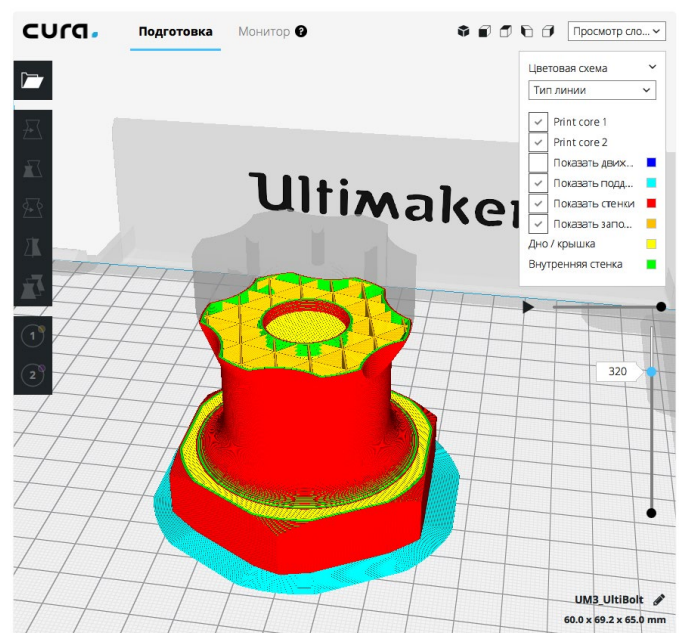 cura.
Подготовка
Монитор ?
Просмотр сло...
Цветовая схема
Тип линии
Print core 1
Print core 2
Показать движ...
Показать подд...
Показать стенки
Показать запо...
Дно / крышка
Внутренняя стенка
Ultimaker
320
1
2
UM3_UltiBolt
60.0 x 69.2 x 65.0 mm